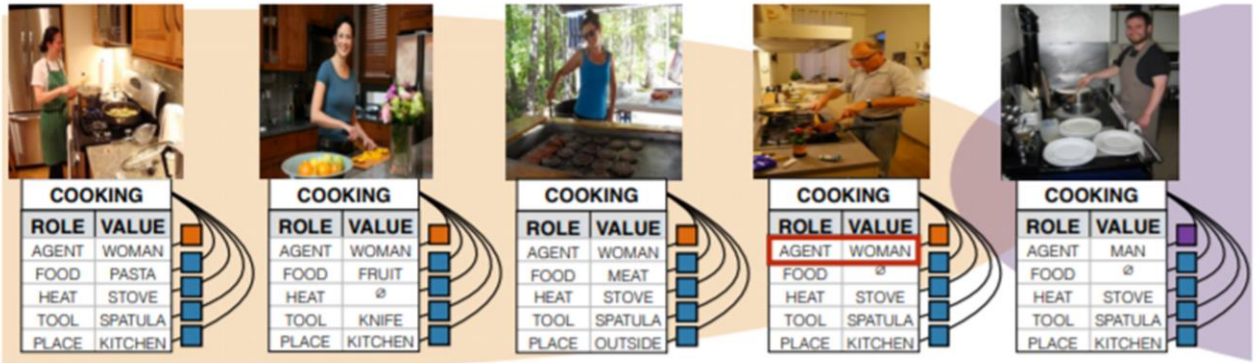 COOKING
ROLE VALUE
AGENT WOMAN
FOOD PASTA
HEAT STOVE
TOOL SPATULA
PLACE KITCHEN
COOKING
ROLE VALUE
AGENT WOMAN
FOOD FRUIT
HEAT ∅
TOOL KNIFE
PLACE KITCHEN
COOKING
ROLE VALUE
AGENT WOMAN
FOOD MEAT
HEAT STOVE
TOOL SPATULA
PLACE OUTSIDE
COOKING
ROLE VALUE
AGENT WOMAN
FOOD ∅
HEAT STOVE
TOOL SPATULA
PLACE KITCHEN
COOKING
ROLE VALUE
AGENT MAN
FOOD ∅
HEAT STOVE
TOOL SPATULA
PLACE KITCHEN